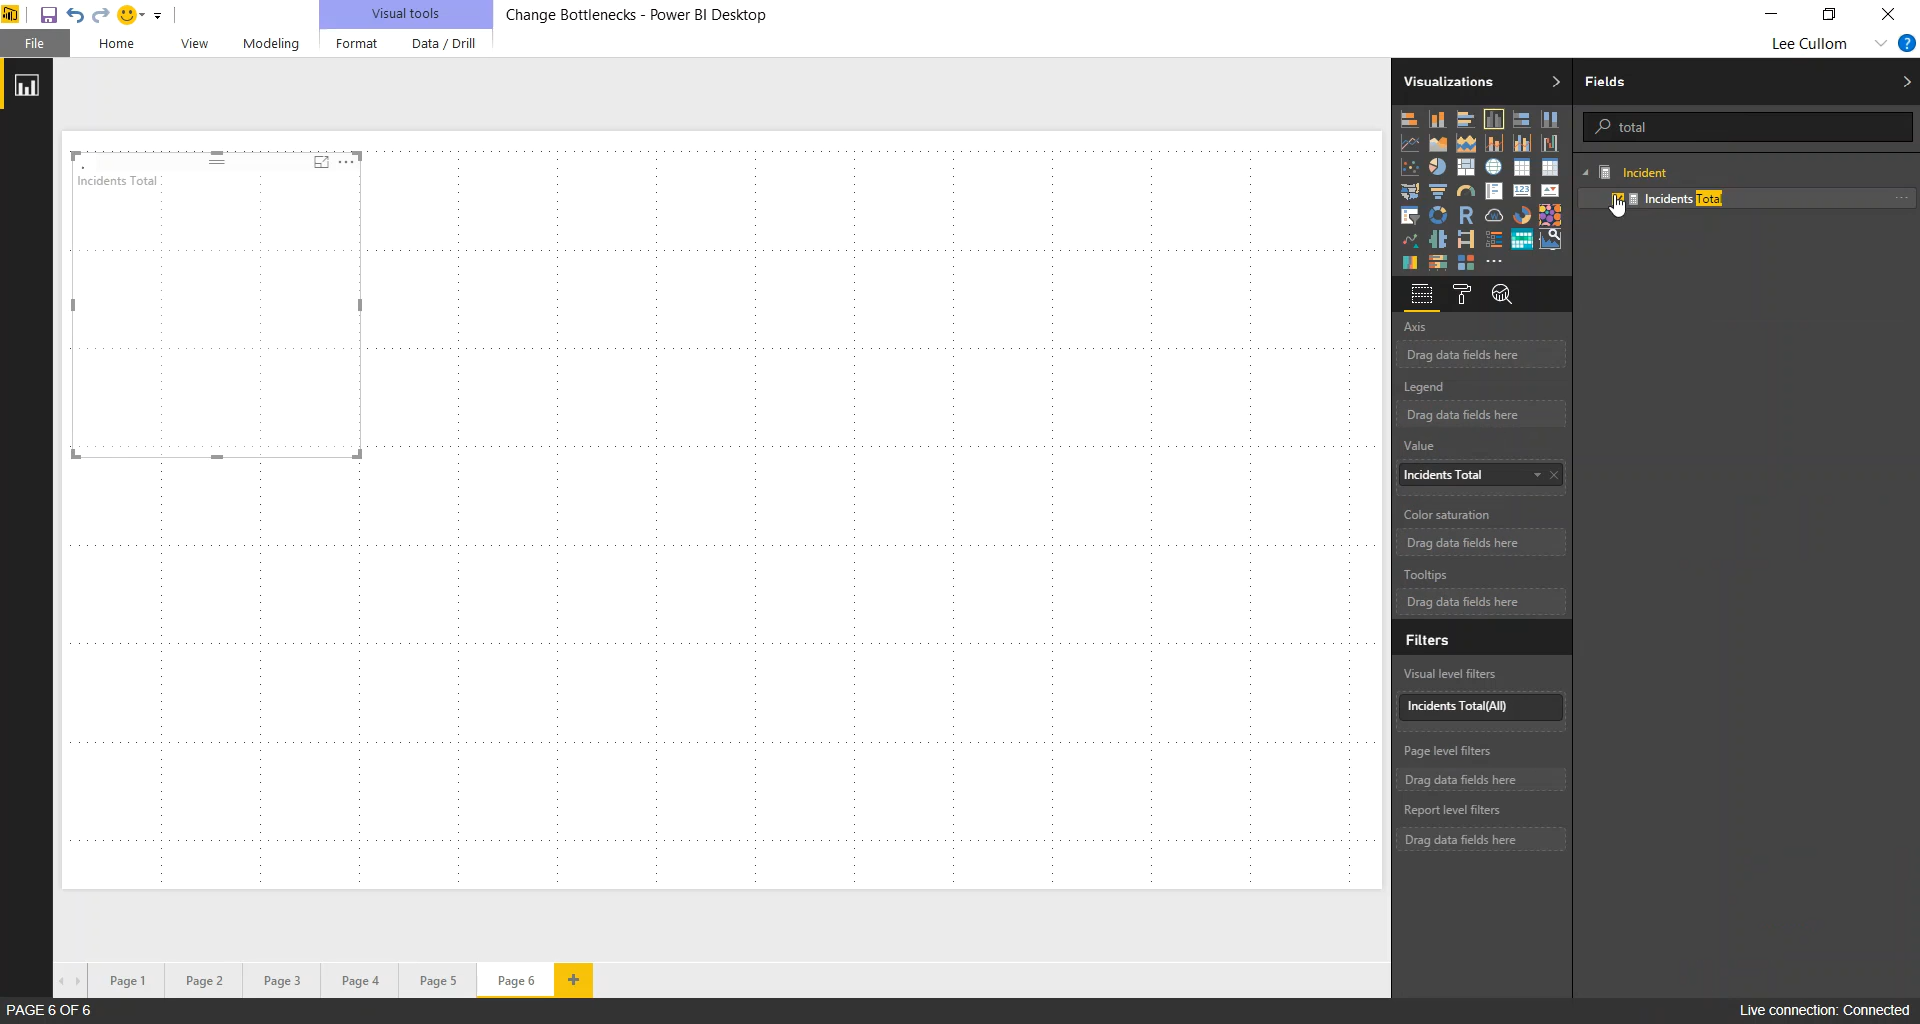 Visual tools
Change Bottlenecks - Power BI Desktop
File
Home
View
Modeling
Format
Data / Drill
Lee Cullom
?
Visualizations
Fields
total
Incident
Incidents Total
Incidents Total
R
123
Axis
Drag data fields here
Legend
Drag data fields here
Value
Incidents Total
Color saturation
Drag data fields here
Tooltips
Drag data fields here
Filters
Visual level filters
Incidents Total(All)
Page level filters
Drag data fields here
Report level filters
Drag data fields here
Page 1
Page 2
Page 3
Page 4
Page 5
Page 6
+
PAGE 6 OF 6
Live connection: Connected